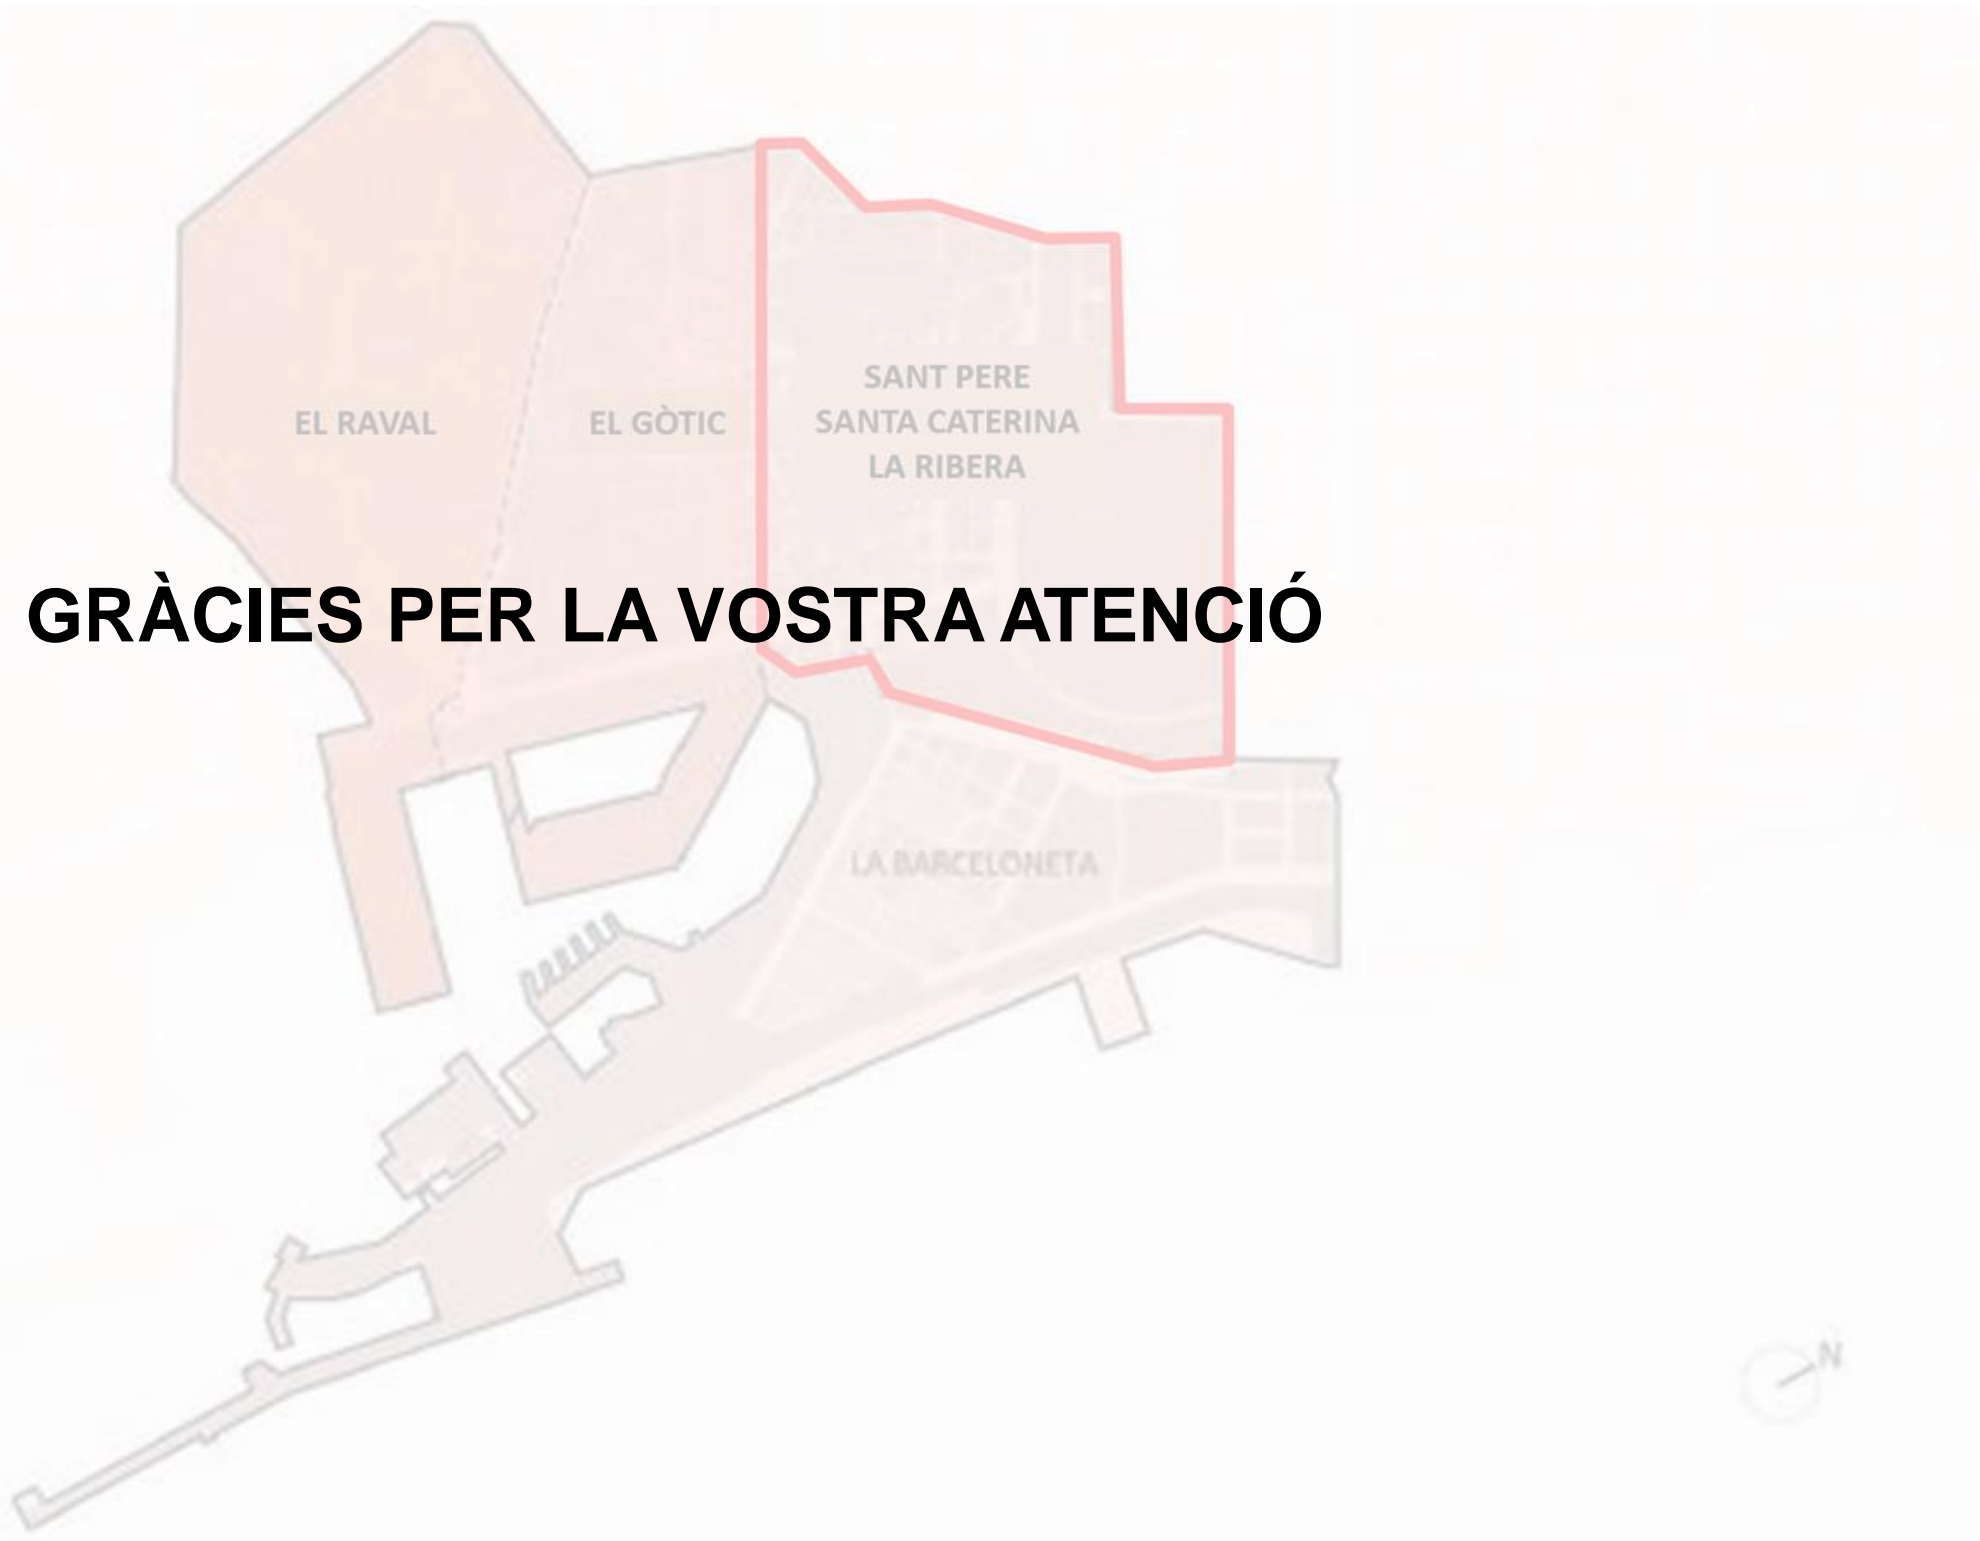 SANT PERE
SANTA CATERINA
LA RIBERA
EL RAVAL
EL GÒTIC
GRÀCIES PER LA VOSTRA ATENCIÓ
LA BARCELONETA
N